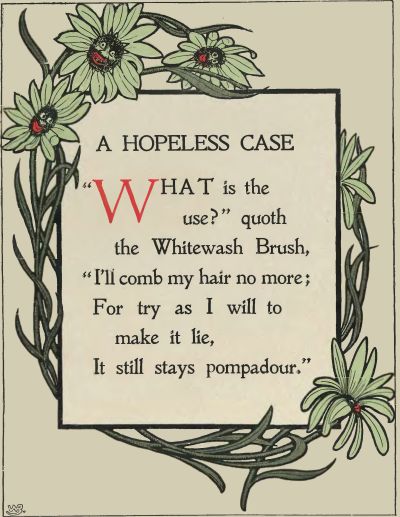 A HOPELESS CASE
"WHAT is the
use?" quoth
the Whitewash Brush,
"I'll comb my hair no more;
For try as I will to
make it lie,
It still stays pompadour."